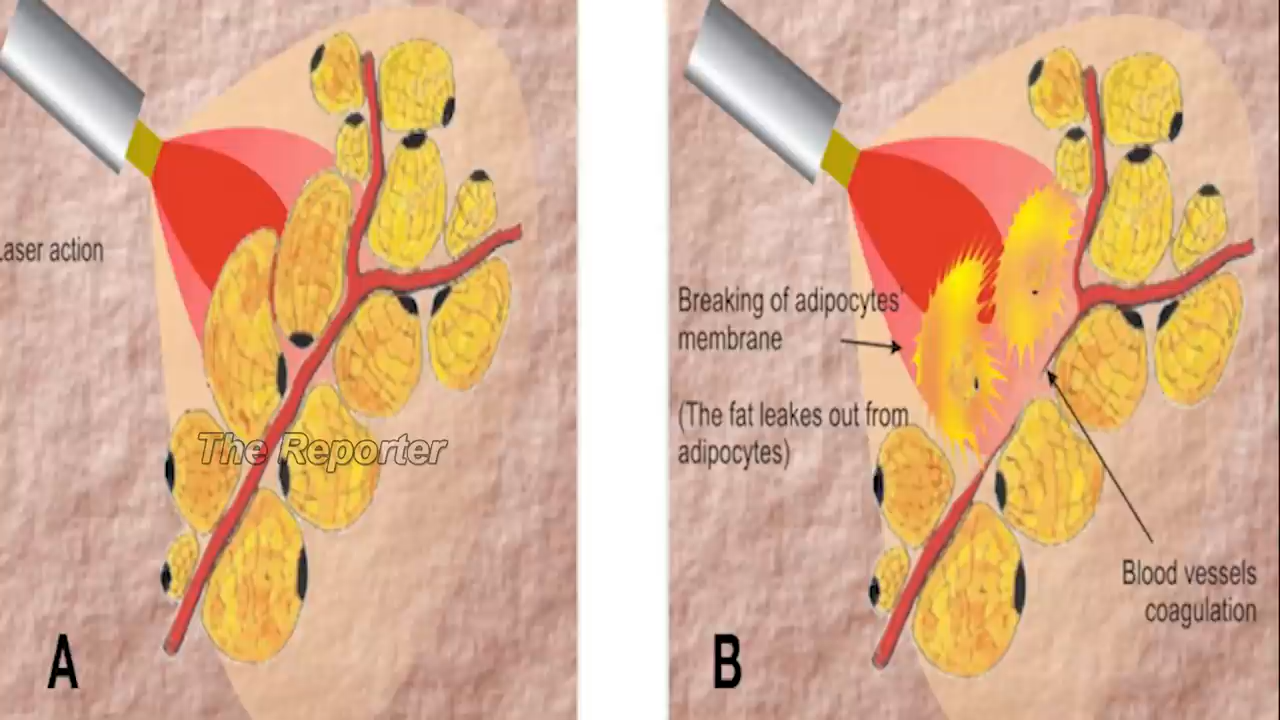 Laser action
The Reporter
A
Breaking of adipocytes'
membrane
(The fat leakes out from
adipocytes)
Blood vessels
coagulation
B